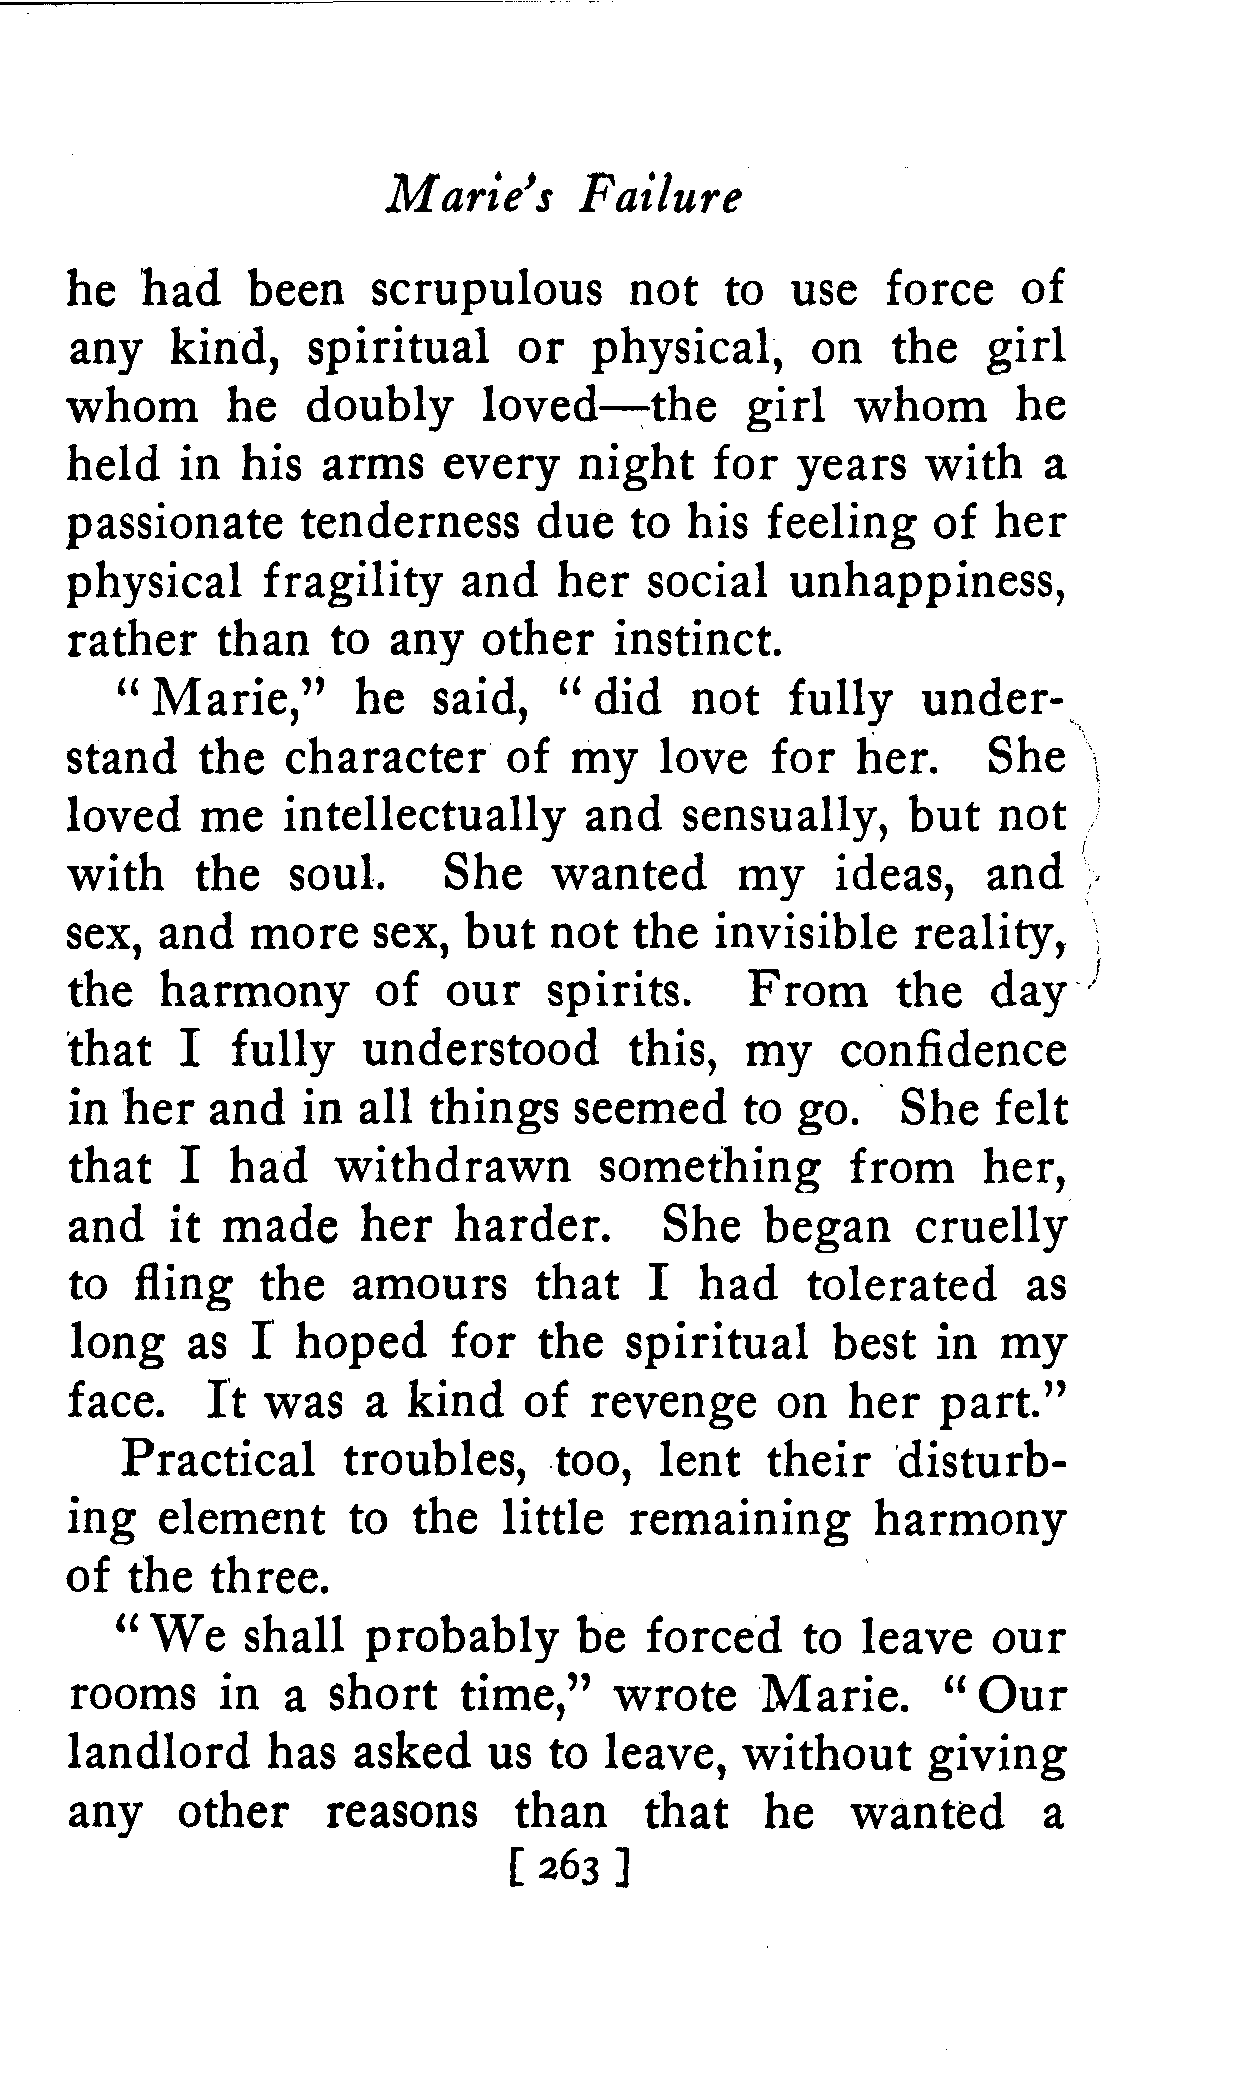 Marie's Failure
he had been scrupulous not to use force of
any kind, spiritual or physical, on the girl
whom he doubly loved—the girl whom he
held in his arms every night for years with a
passionate tenderness due to his feeling of her
physical fragility and her social unhappiness,
rather than to any other instinct.
"Marie," he said, "did not fully under-
stand the character of my love for her. She
loved me intellectually and sensually, but not
with the soul. She wanted my ideas, and
sex, and more sex, but not the invisible reality,
the harmony of our spirits. From the day
that I fully understood this, my confidence
in her and in all things seemed to go. She felt
that I had withdrawn something from her,
and it made her harder. She began cruelly
to fling the amours that I had tolerated as
long as I hoped for the spiritual best in my
face. It was a kind of revenge on her part."
Practical troubles, too, lent their disturb-
ing element to the little remaining harmony
of the three.
"We shall probably be forced to leave our
rooms in a short time," wrote Marie. "Our
landlord has asked us to leave, without giving
any other reasons than that he wanted a
[ 263 ]